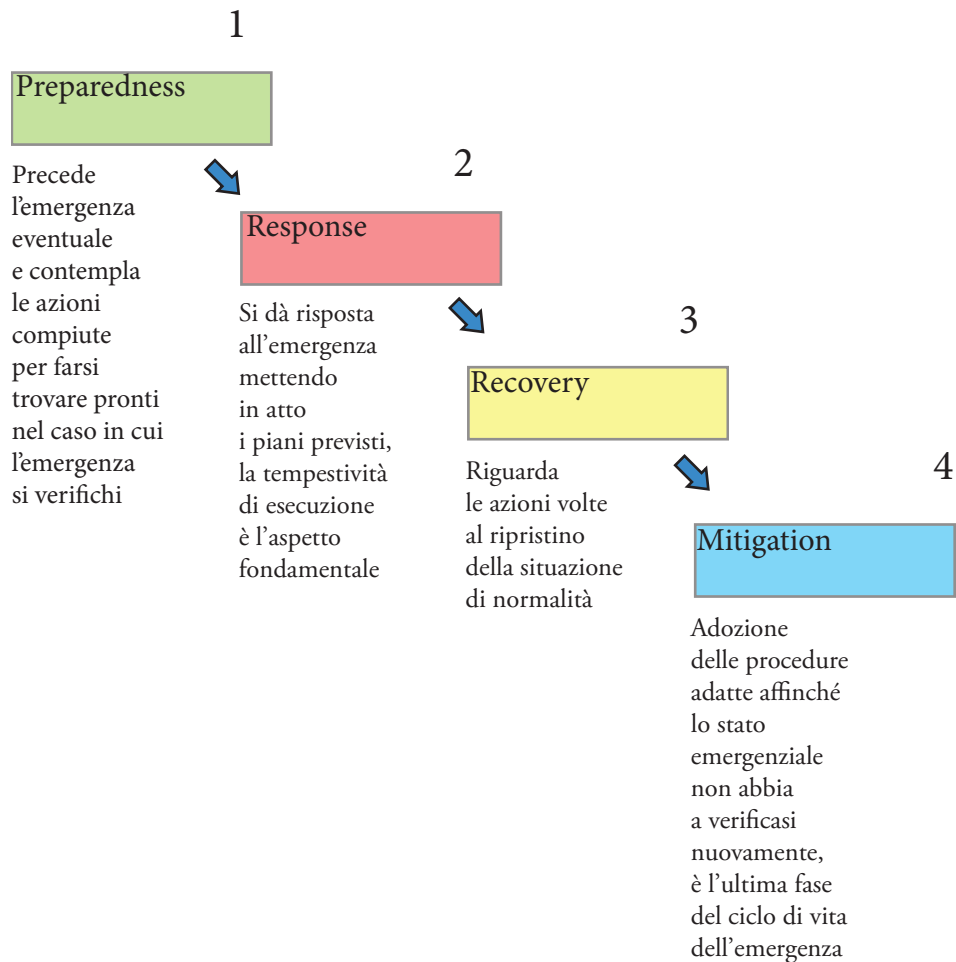 1
Preparedness
Precede
l’emergenza
eventuale
e contempla
le azioni
compiute
per farsi
trovare pronti
nel caso in cui
l’emergenza
si verifichi
2
Response
Si dà risposta
all’emergenza
mettendo
in atto
i piani previsti,
la tempestività
di esecuzione
è l’aspetto
fondamentale
3
Recovery
Riguarda
le azioni volte
al ripristino
della situazione
di normalità
4
Mitigation
Adozione
delle procedure
adatte affinché
lo stato
emergenziale
non abbia
a verificasi
nuovamente,
è l’ultima fase
del ciclo di vita
dell’emergenza